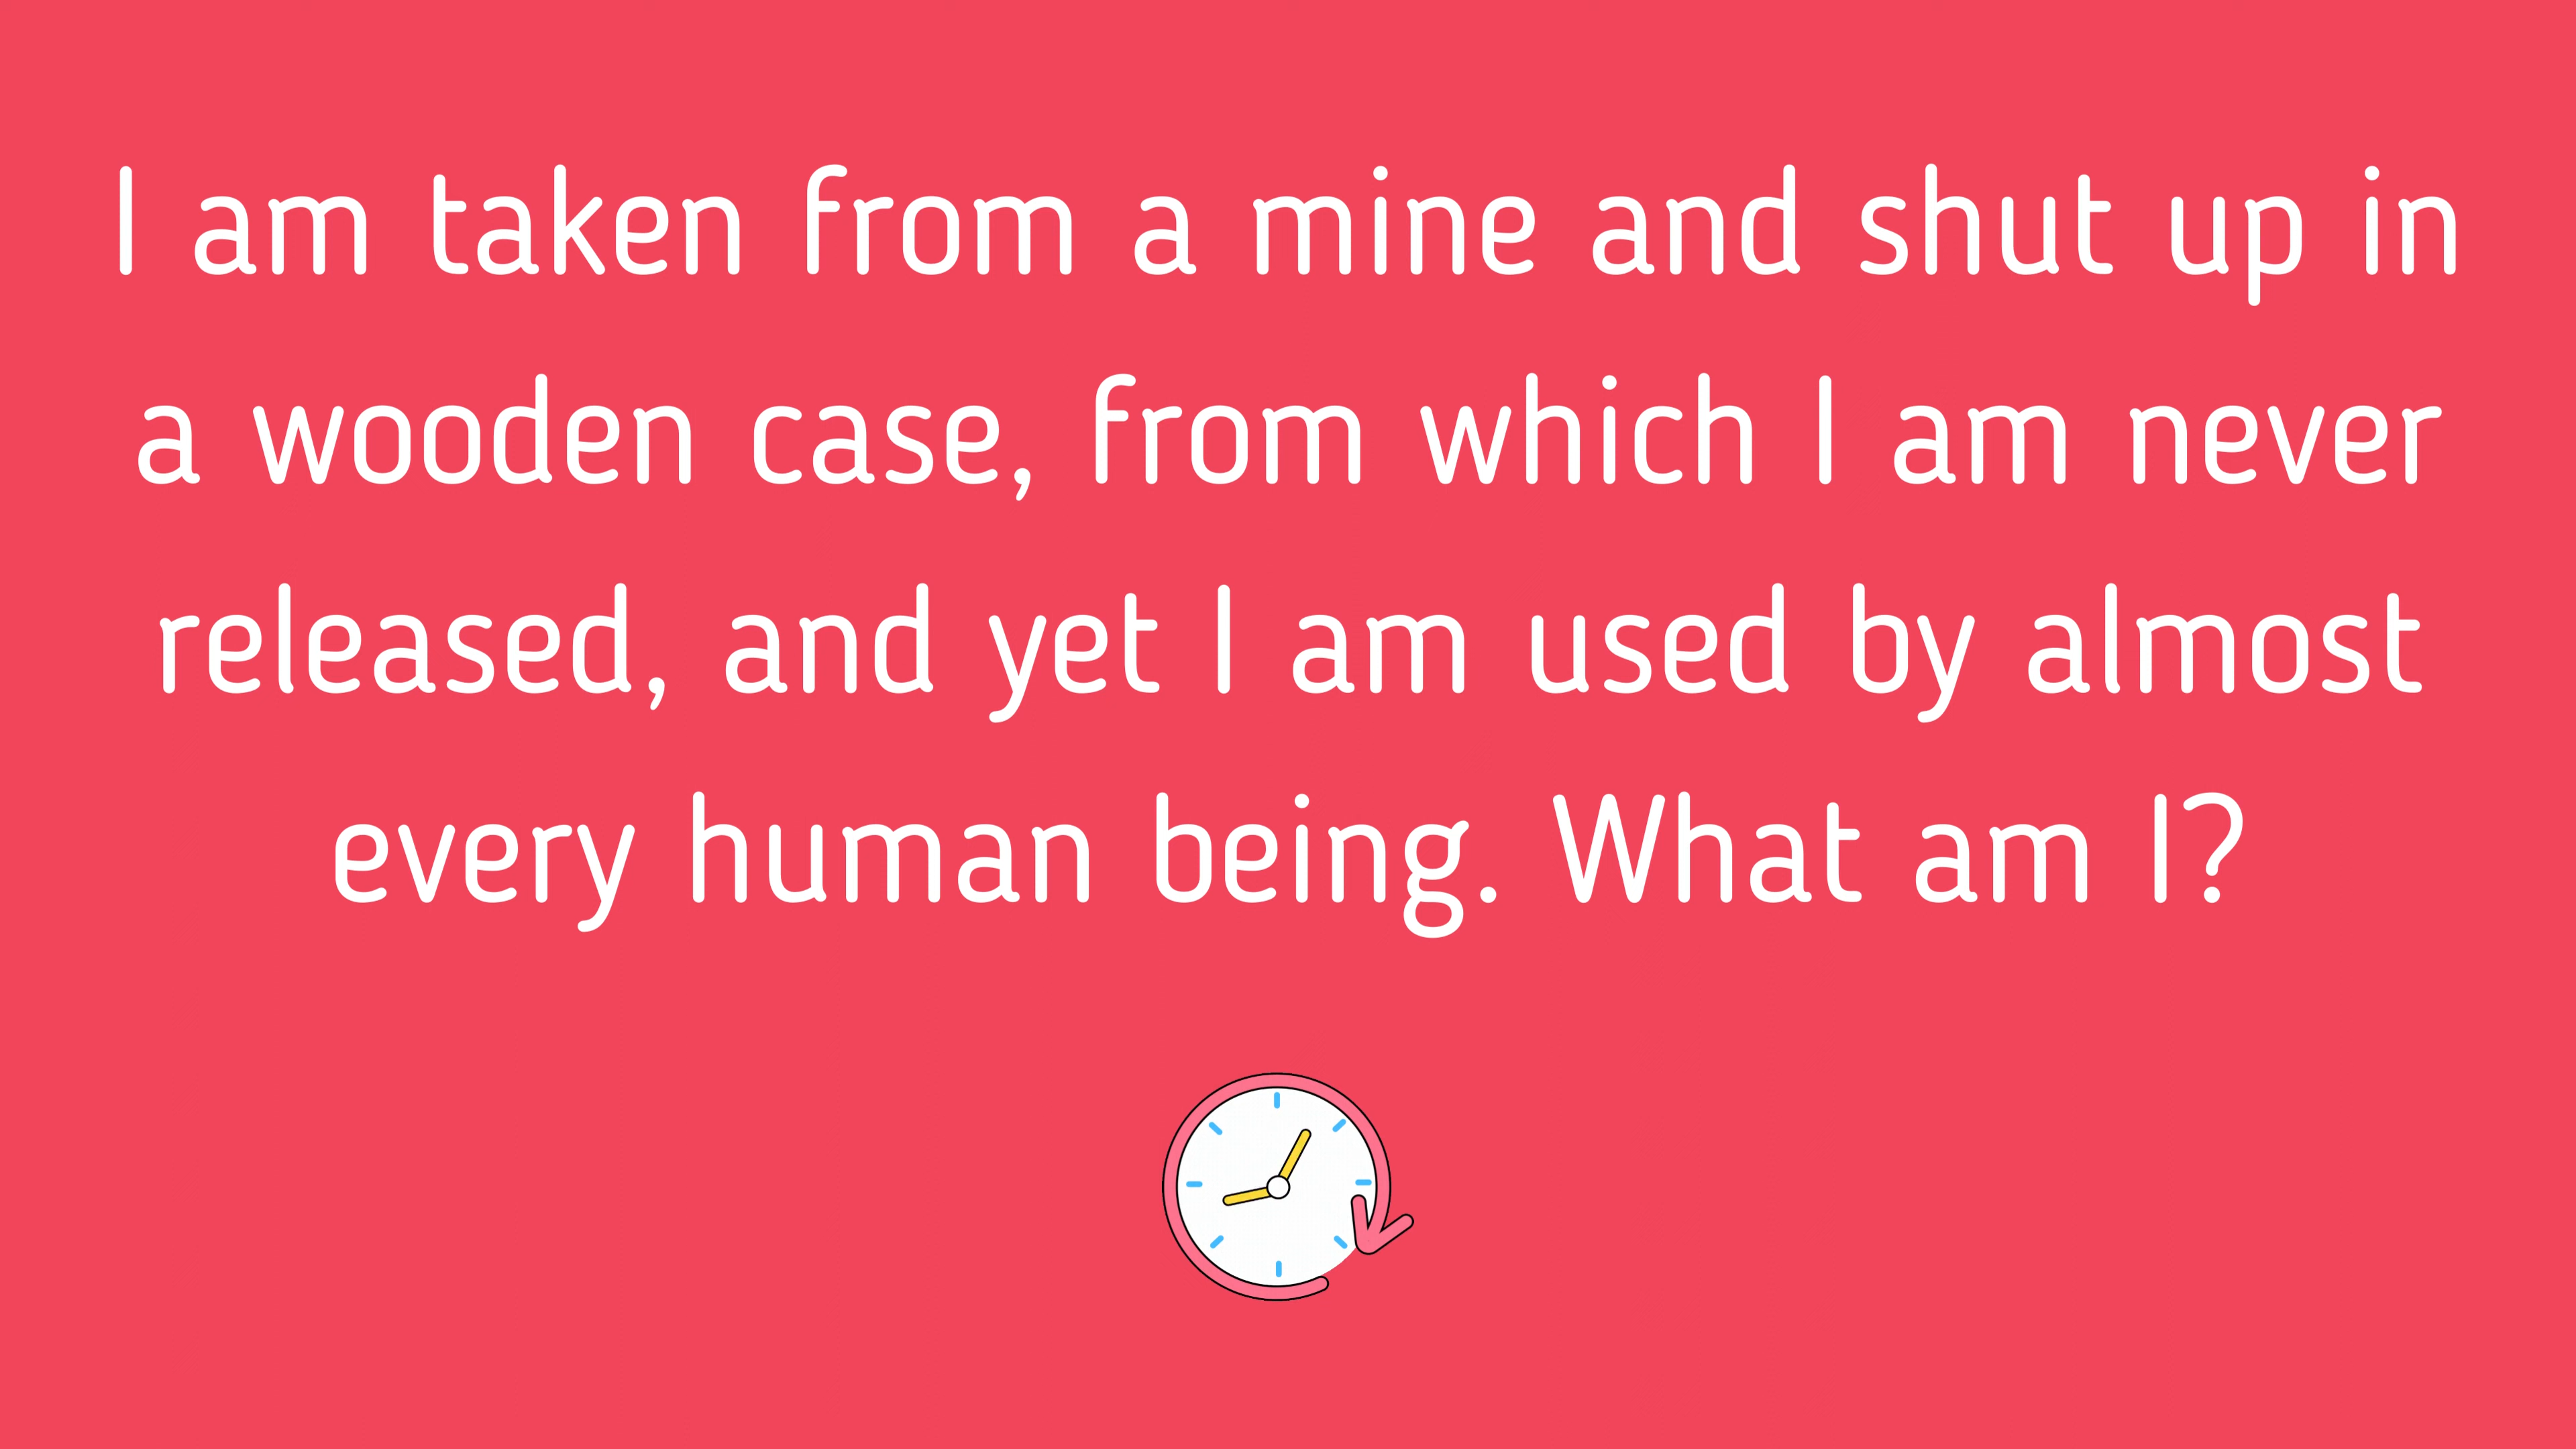 I am taken from a mine and shut up in
a wooden case, from which I am never
released, and yet I am used by almost
every human being. What am I?